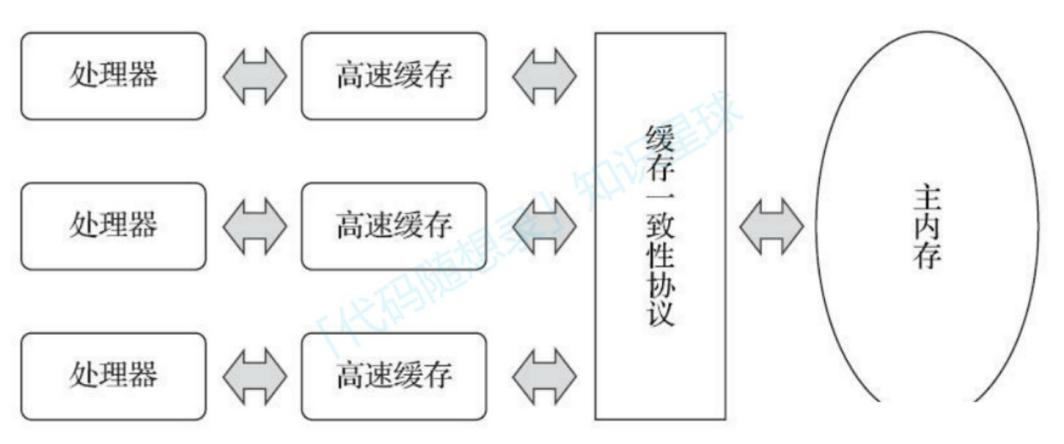 处理器
高速缓存
处理器
高速缓存
处理器
高速缓存
缓存一致性协议
主内存
「代码随想录」知识星球